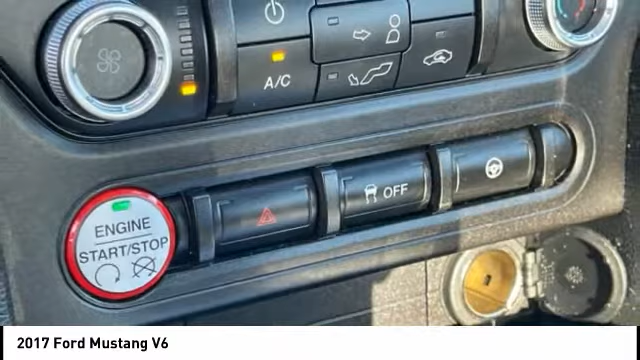 A/C
OFF
ENGINE
START/STOP
2017 Ford Mustang V6